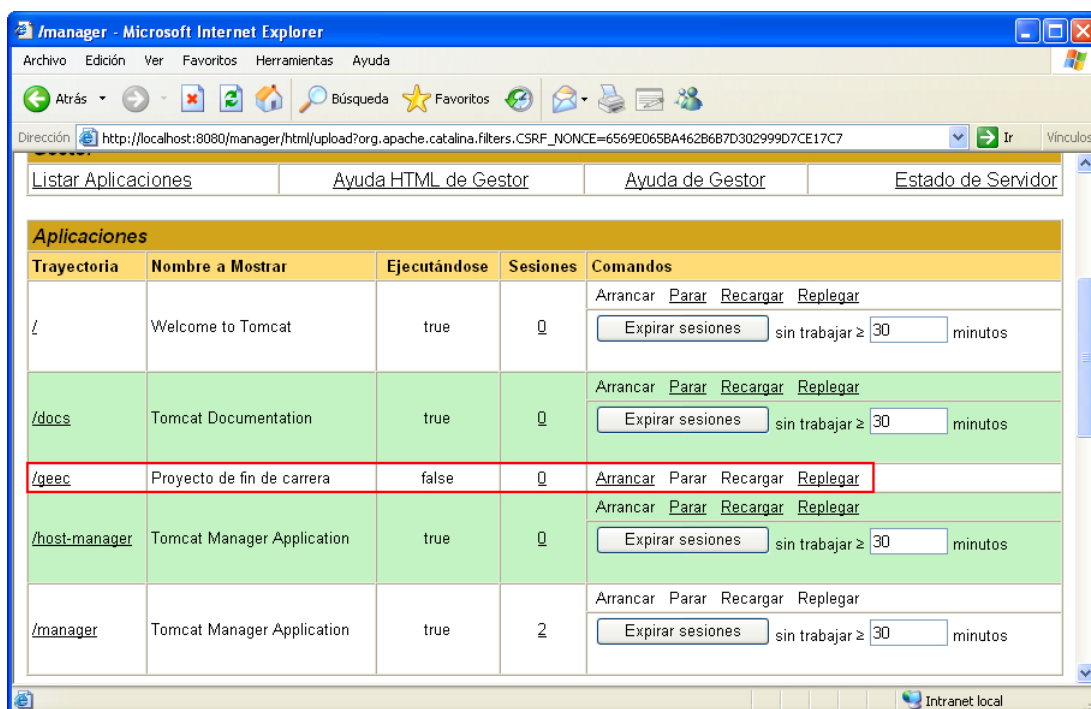 /manager - Microsoft Internet Explorer
Archivo Edición Ver Favoritos Herramientas Ayuda
Atrás Búsqueda Favoritos
Dirección http://localhost:8080/manager/html/upload?org.apache.catalina.filters.CSRF_NONCE=6569E065BA462B6B7D302999D7CE17C7 Ir Vínculos
Listar Aplicaciones Ayuda HTML de Gestor Ayuda de Gestor Estado de Servidor
Aplicaciones
Trayectoria Nombre a Mostrar Ejecutándose Sesiones Comandos
Arrancar Parar Recargar Replegar
/ Welcome to Tomcat true 0
Expirar sesiones sin trabajar ≥ 30 minutos
Arrancar Parar Recargar Replegar
/docs Tomcat Documentation true 0
Expirar sesiones sin trabajar ≥ 30 minutos
/geec Proyecto de fin de carrera false 0 Arrancar Parar Recargar Replegar
Arrancar Parar Recargar Replegar
/host-manager Tomcat Manager Application true 0
Expirar sesiones sin trabajar ≥ 30 minutos
Arrancar Parar Recargar Replegar
/manager Tomcat Manager Application true 2
Expirar sesiones sin trabajar ≥ 30 minutos
Intranet local